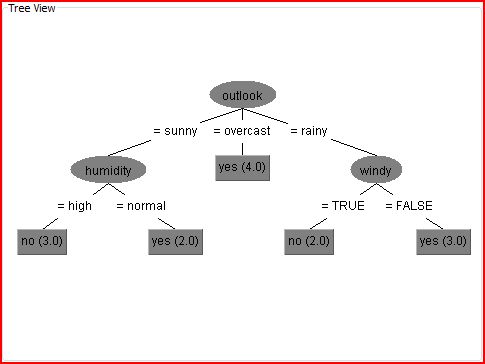 Tree View
outlook
= sunny = overcast = rainy
humidity yes (4.0) windy
= high = normal = TRUE = FALSE
no (3.0) yes (2.0) no (2.0) yes (3.0)